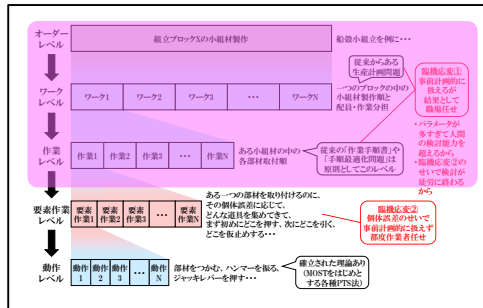 オーダー
レベル
組立ブロックXの小組材製作
船殻小組立を例に・・・
従来からある
生産計画問題
臨機応変①
事前計画的に
扱えるが
結果として
職場任せ
ワーク
レベル
ワーク1
ワーク2
ワーク3
・・・
ワークN
一つのブロックの中の
小組材製作順と
配員・作業分担
・パラメータが
多すぎて人間の
検討能力を
超えるから
・臨機応変②の
せいで検討が
徒労に終わる
から
作業
レベル
作業1
作業2
作業3
・・・
作業N
ある小組材の中の
各部材取付順
従来の「作業手順書」や
「手順最適化問題」は
原則としてこのレベル
要素作業
レベル
要素
作業1
要素
作業2
要素
作業3
・・・
要素
作業N
ある一つの部材を取り付けるのに、
その個体誤差に応じて、
どんな道具を集めてきて、
まず初めにどこを押す、次にどこを引く、
どこを仮止めする・・・
臨機応変②
個体誤差のせいで
事前計画的に扱えず
都度作業者任せ
動作
レベル
動作
1
動作
2
動作
3
・・・
動作
N
部材をつかむ、ハンマーを振る、
ジャッキレバーを押す・・・
確立された理論あり
(MOSTをはじめと
する各種PTS法)